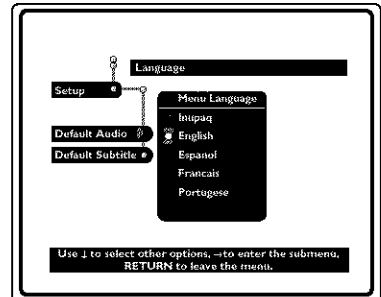 Language
Setup
Menu Language
Inupaq
Default Audio
English
Default Subtitle
Espanol
Francais
Portugese
Use ↓ to select other options, →to enter the submenu,
RETURN to leave the menu.